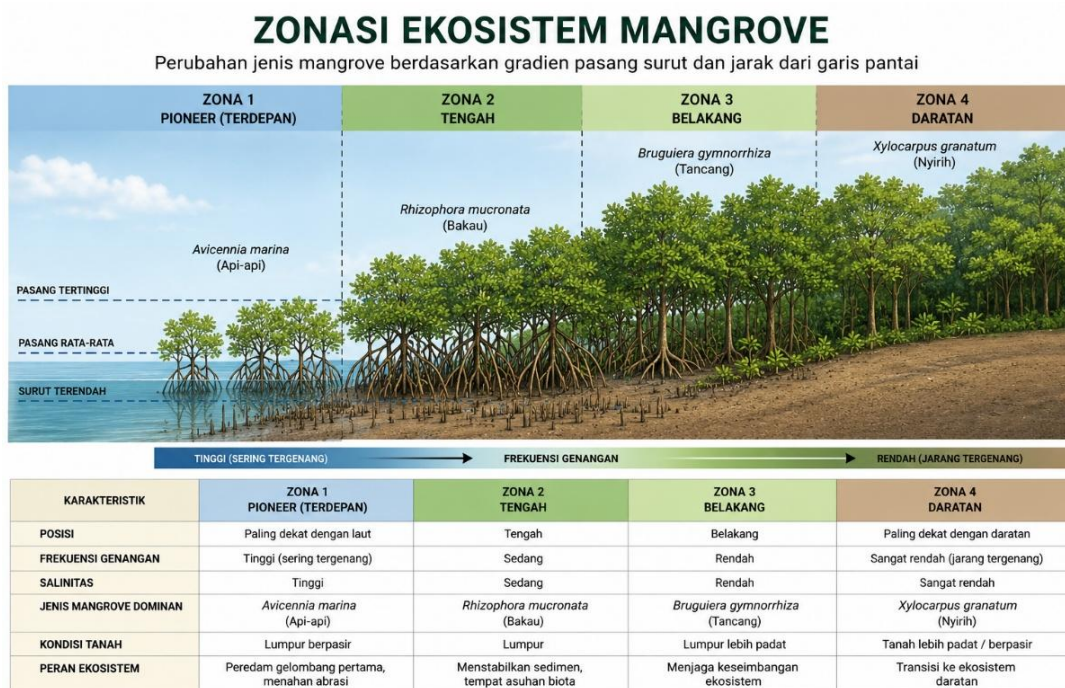 ZONASI EKOSISTEM MANGROVE
Perubahan jenis mangrove berdasarkan gradien pasang surut dan jarak dari garis pantai
ZONA 1
PIONEER (TERDEPAN)
ZONA 2
TENGAH
ZONA 3
BELAKANG
ZONA 4
DARATAN
Avicennia marina
(Api-api)
Rhizophora mucronata
(Bakau)
Bruguiera gymnorrhiza
(Tancang)
Xylocarpus granatum
(Nyirih)
PASANG TERTINGGI
PASANG RATA-RATA
SURUT TERENDAH
TINGGI (SERING TERGENANG)
FREKUENSI GENANGAN
RENDAH (JARANG TERGENANG)
KARAKTERISTIK
ZONA 1
PIONEER (TERDEPAN)
ZONA 2
TENGAH
ZONA 3
BELAKANG
ZONA 4
DARATAN
POSISI
Paling dekat dengan laut
Tengah
Belakang
Paling dekat dengan daratan
FREKUENSI GENANGAN
Tinggi (sering tergenang)
Sedang
Rendah
Sangat rendah (jarang tergenang)
SALINITAS
Tinggi
Sedang
Rendah
Sangat rendah
JENIS MANGROVE DOMINAN
Avicennia marina
(Api-api)
Rhizophora mucronata
(Bakau)
Bruguiera gymnorrhiza
(Tancang)
Xylocarpus granatum
(Nyirih)
KONDISI TANAH
Lumpur berpasir
Lumpur
Lumpur lebih padat
Tanah lebih padat / berpasir
PERAN EKOSISTEM
Peredam gelombang pertama,
menahan abrasi
Menstabilkan sedimen,
tempat asuhan biota
Menjaga keseimbangan
ekosistem
Transisi ke ekosistem
daratan